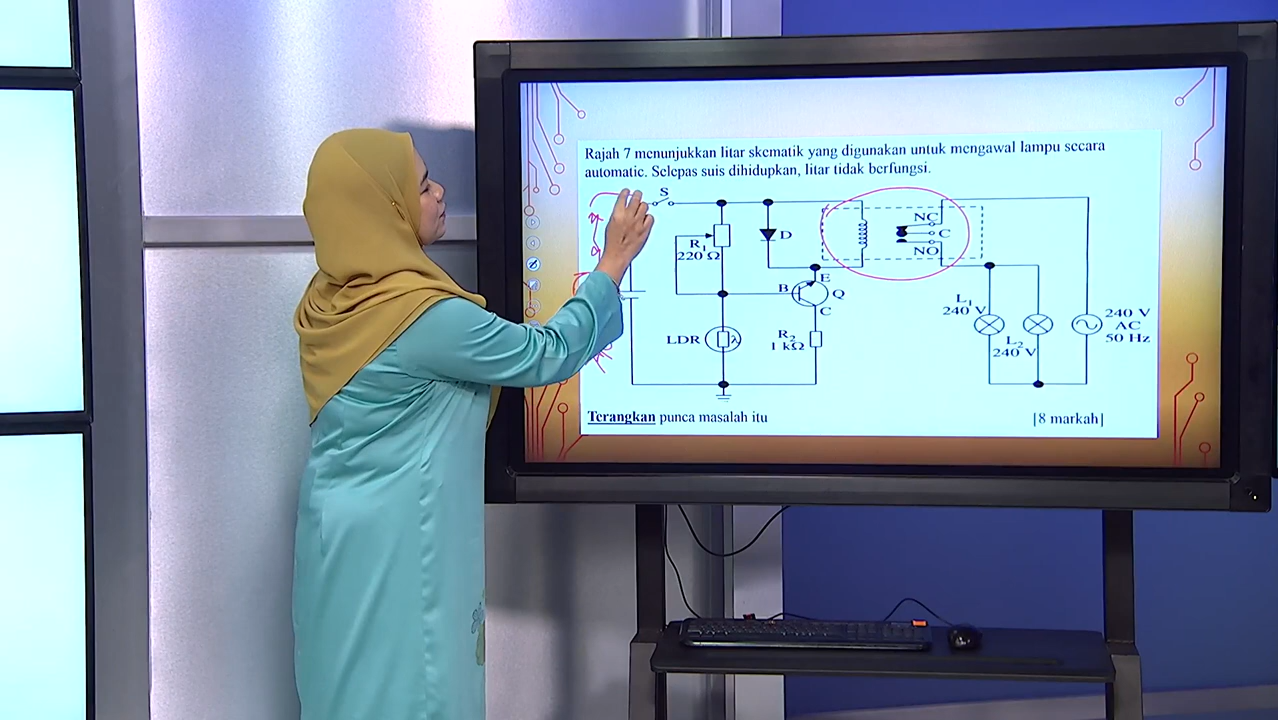 Rajah 7 menunjukkan litar skematik yang digunakan untuk mengawal lampu secara
automatic. Selepas suis dihidupkan, litar tidak berfungsi.
S
R1
220 Ω
D
NC
C
NO
E
B
Q
C
LDR
λ
R2
1 kΩ
L1
240 V
L2
240 V
240 V
AC
50 Hz
Terangkan punca masalah itu
[8 markah]